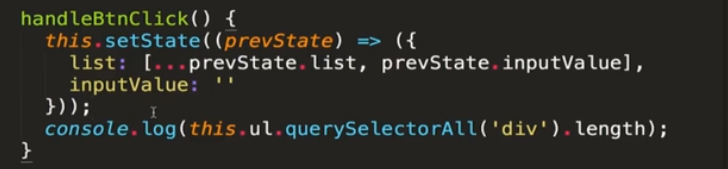 handleBtnClick() {
  this.setState((prevState) => ({
    list: [...prevState.list, prevState.inputValue],
    inputValue: ''
  }));
  console.log(this.ul.querySelectorAll('div').length);
}